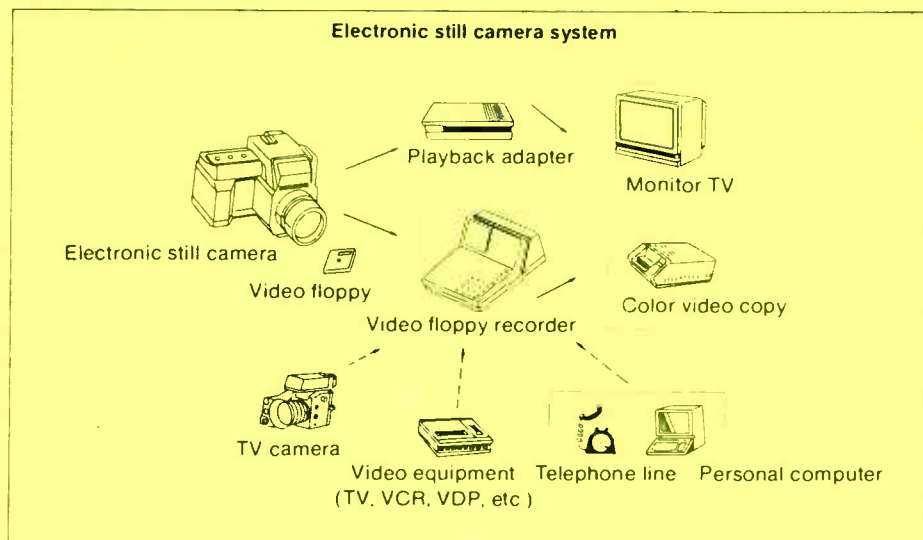 Electronic still camera system
Playback adapter
Monitor TV
Electronic still camera
Video floppy
Color video copy
Video floppy recorder
TV camera
Video equipment
(TV, VCR, VDP, etc )
Telephone line
Personal computer